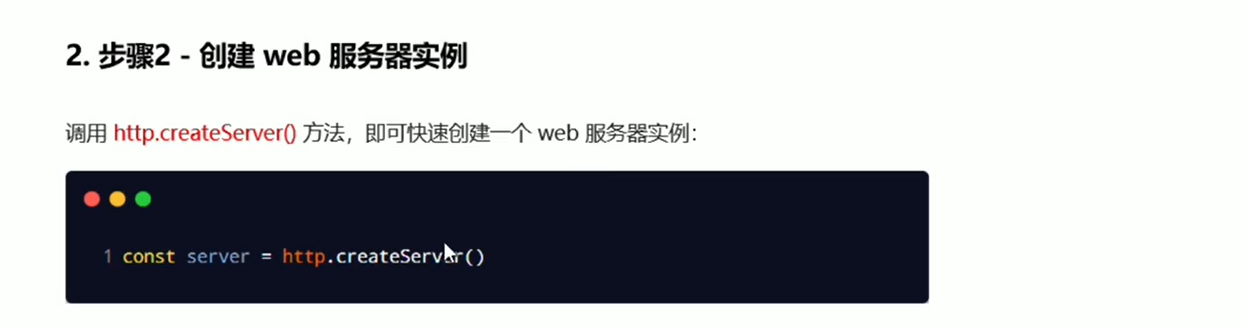 2. 步骤2 - 创建 web 服务器实例
调用 http.createServer() 方法，即可快速创建一个 web 服务器实例：
1 const server = http.createServer()